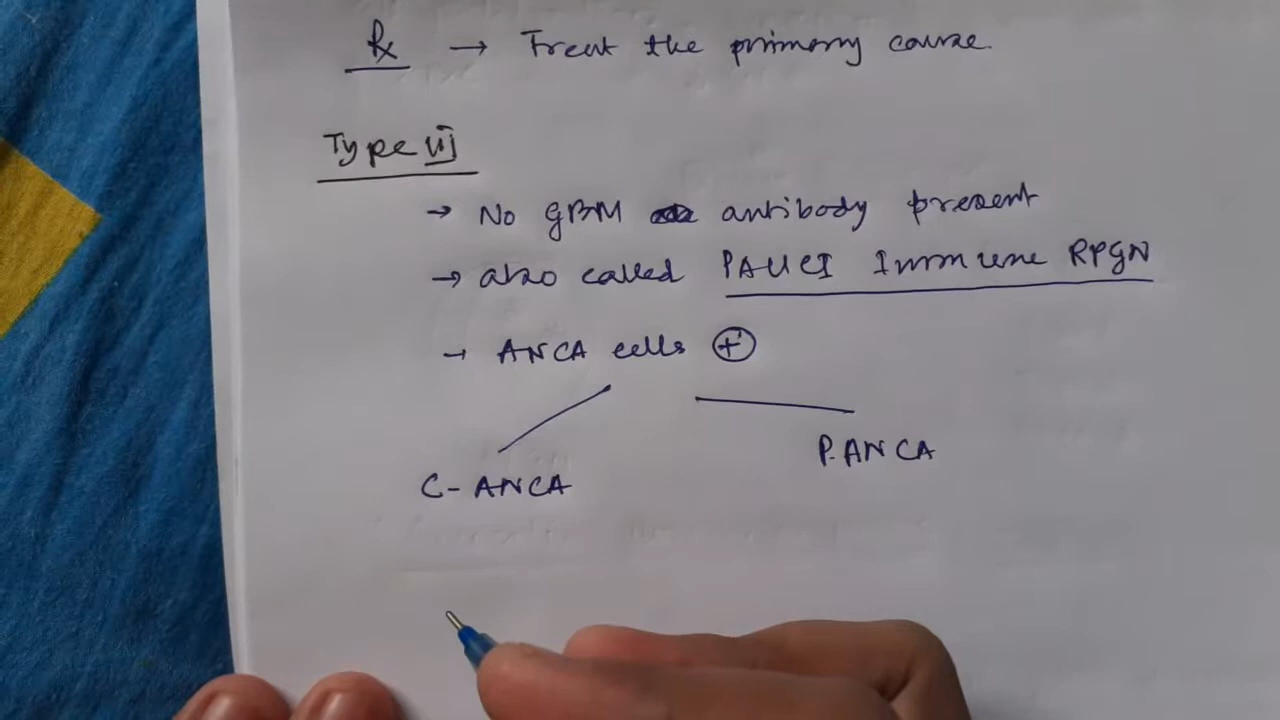 Rx → Treat the primary cause.
Type iij
→ No GBM antibody present
→ also called PAUCI Immune RPGN
→ ANCA cells +
C-ANCA
P-ANCA